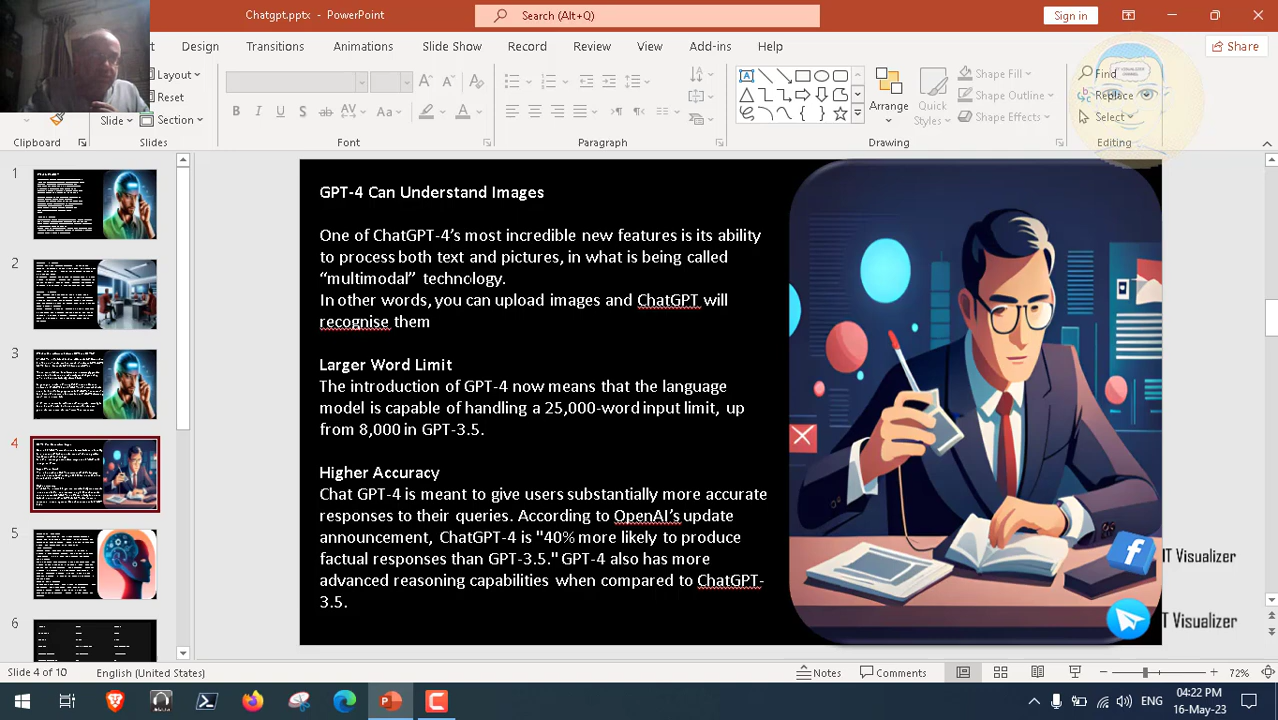 Chatgpt.pptx - PowerPoint
Search (Alt+Q)
Sign in
Design
Transitions
Animations
Slide Show
Record
Review
View
Add-ins
Help
Share
Layout
Reset
Slide
Section
Shape Fill
Shape Outline
Shape Effects
Arrange
Quick
Styles
Find
Replace
Select
Clipboard
Slides
Font
Paragraph
Drawing
Editing
1
2
3
4
5
6
GPT-4 Can Understand Images
One of ChatGPT-4’s most incredible new features is its ability
to process both text and pictures, in what is being called
“multimodal” technology.
In other words, you can upload images and ChatGPT will
recognise them
Larger Word Limit
The introduction of GPT-4 now means that the language
model is capable of handling a 25,000-word input limit, up
from 8,000 in GPT-3.5.
Higher Accuracy
Chat GPT-4 is meant to give users substantially more accurate
responses to their queries. According to OpenAI’s update
announcement, ChatGPT-4 is "40% more likely to produce
factual responses than GPT-3.5." GPT-4 also has more
advanced reasoning capabilities when compared to ChatGPT-
3.5.
IT Visualizer
IT Visualizer
Slide 4 of 10
English (United States)
Notes
Comments
72%
ENG
04:22 PM
16-May-23